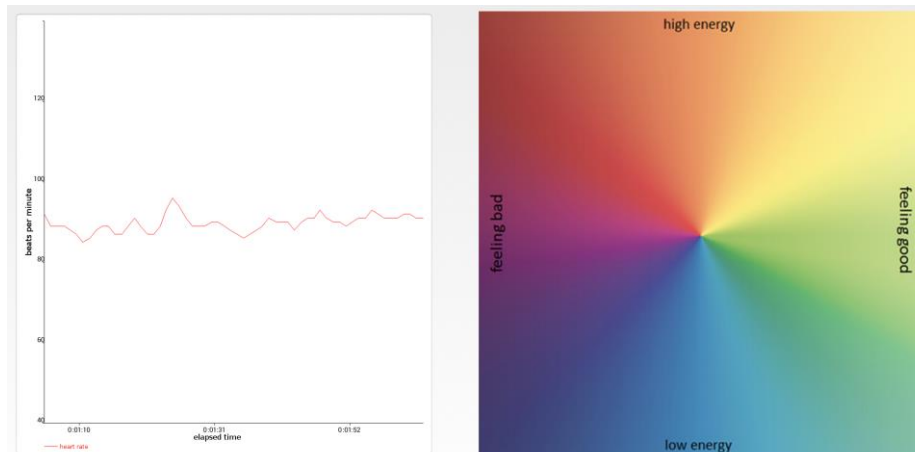 120
100
80
60
40
beats per minute
0:01:10
0:01:31
0:01:52
elapsed time
heart rate
high energy
feeling bad
feeling good
low energy